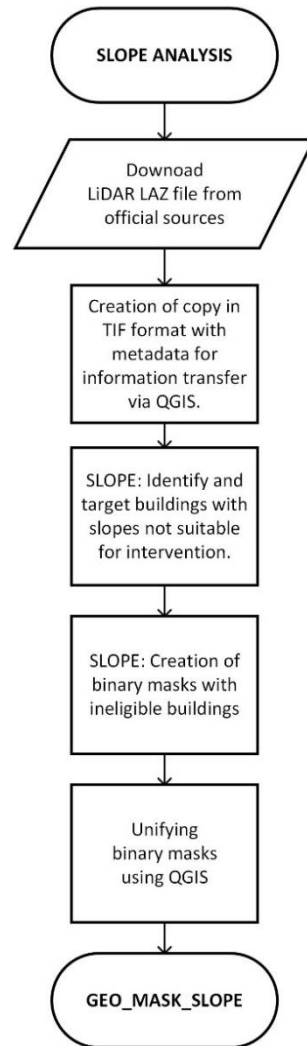 SLOPE ANALYSIS
Downoad
LiDAR LAZ file from
official sources
Creation of copy in
TIF format with
metadata for
information transfer
via QGIS.
SLOPE: Identify and
target buildings with
slopes not suitable
for intervention.
SLOPE: Creation of
binary masks with
ineligible buildings
Unifying
binary masks
using QGIS
GEO_MASK_SLOPE